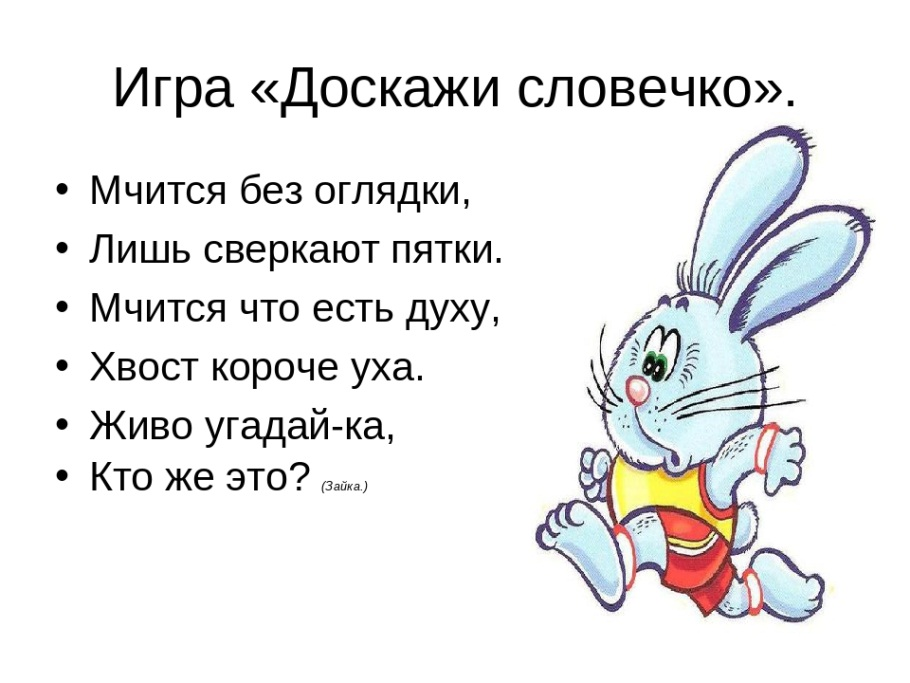 Игра «Доскажи словечко».
• Мчится без оглядки,
• Лишь сверкают пятки.
• Мчится что есть духу,
• Хвост короче уха.
• Живо угадай-ка,
• Кто же это? (Зайка.)